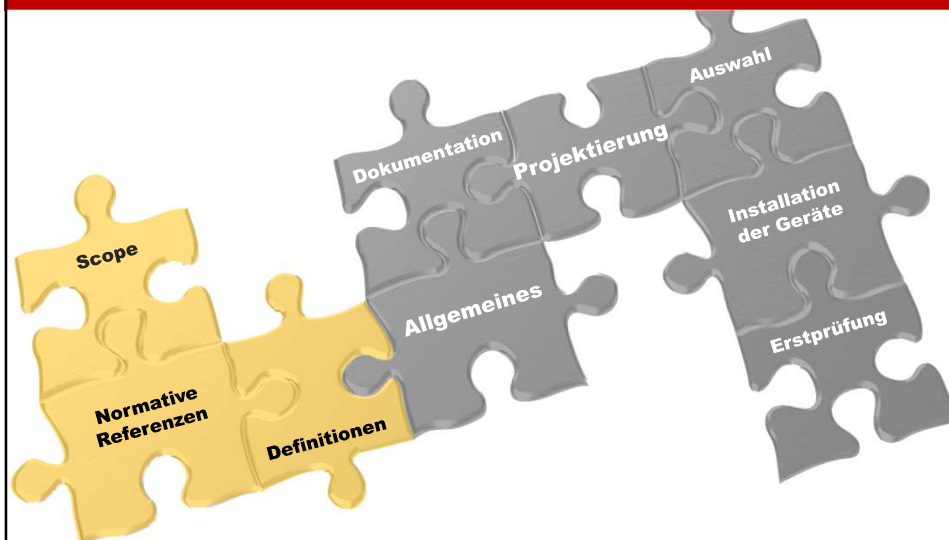 Scope
Normative
Referenzen
Definitionen
Allgemeines
Dokumentation
Projektierung
Auswahl
Installation
der Geräte
Erstprüfung